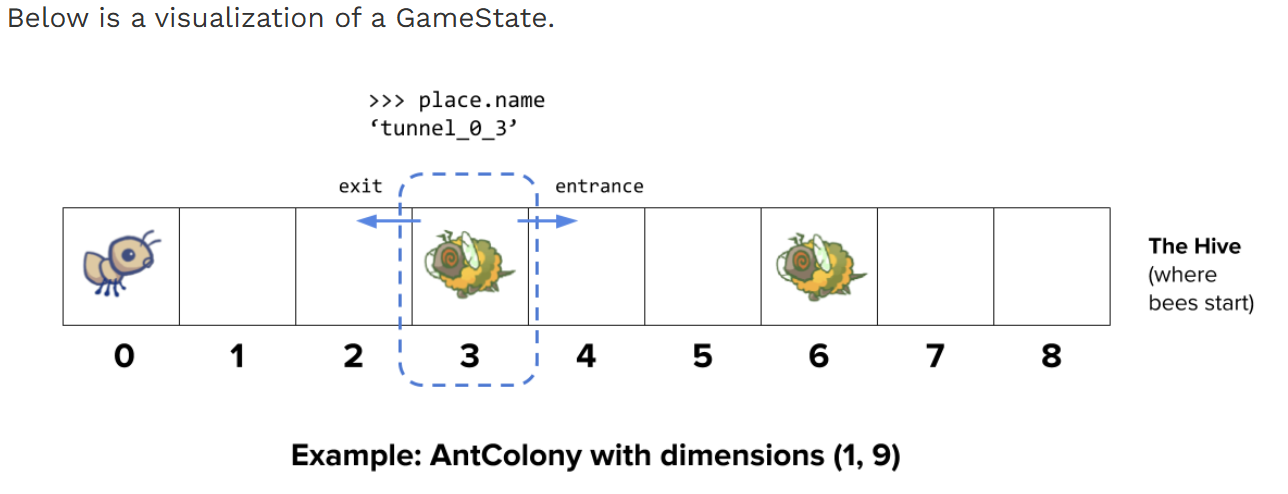 Below is a visualization of a GameState.
>>> place.name
‘tunnel_0_3’
exit
entrance
The Hive
(where
bees start)
0 1 2 3 4 5 6 7 8
Example: AntColony with dimensions (1, 9)